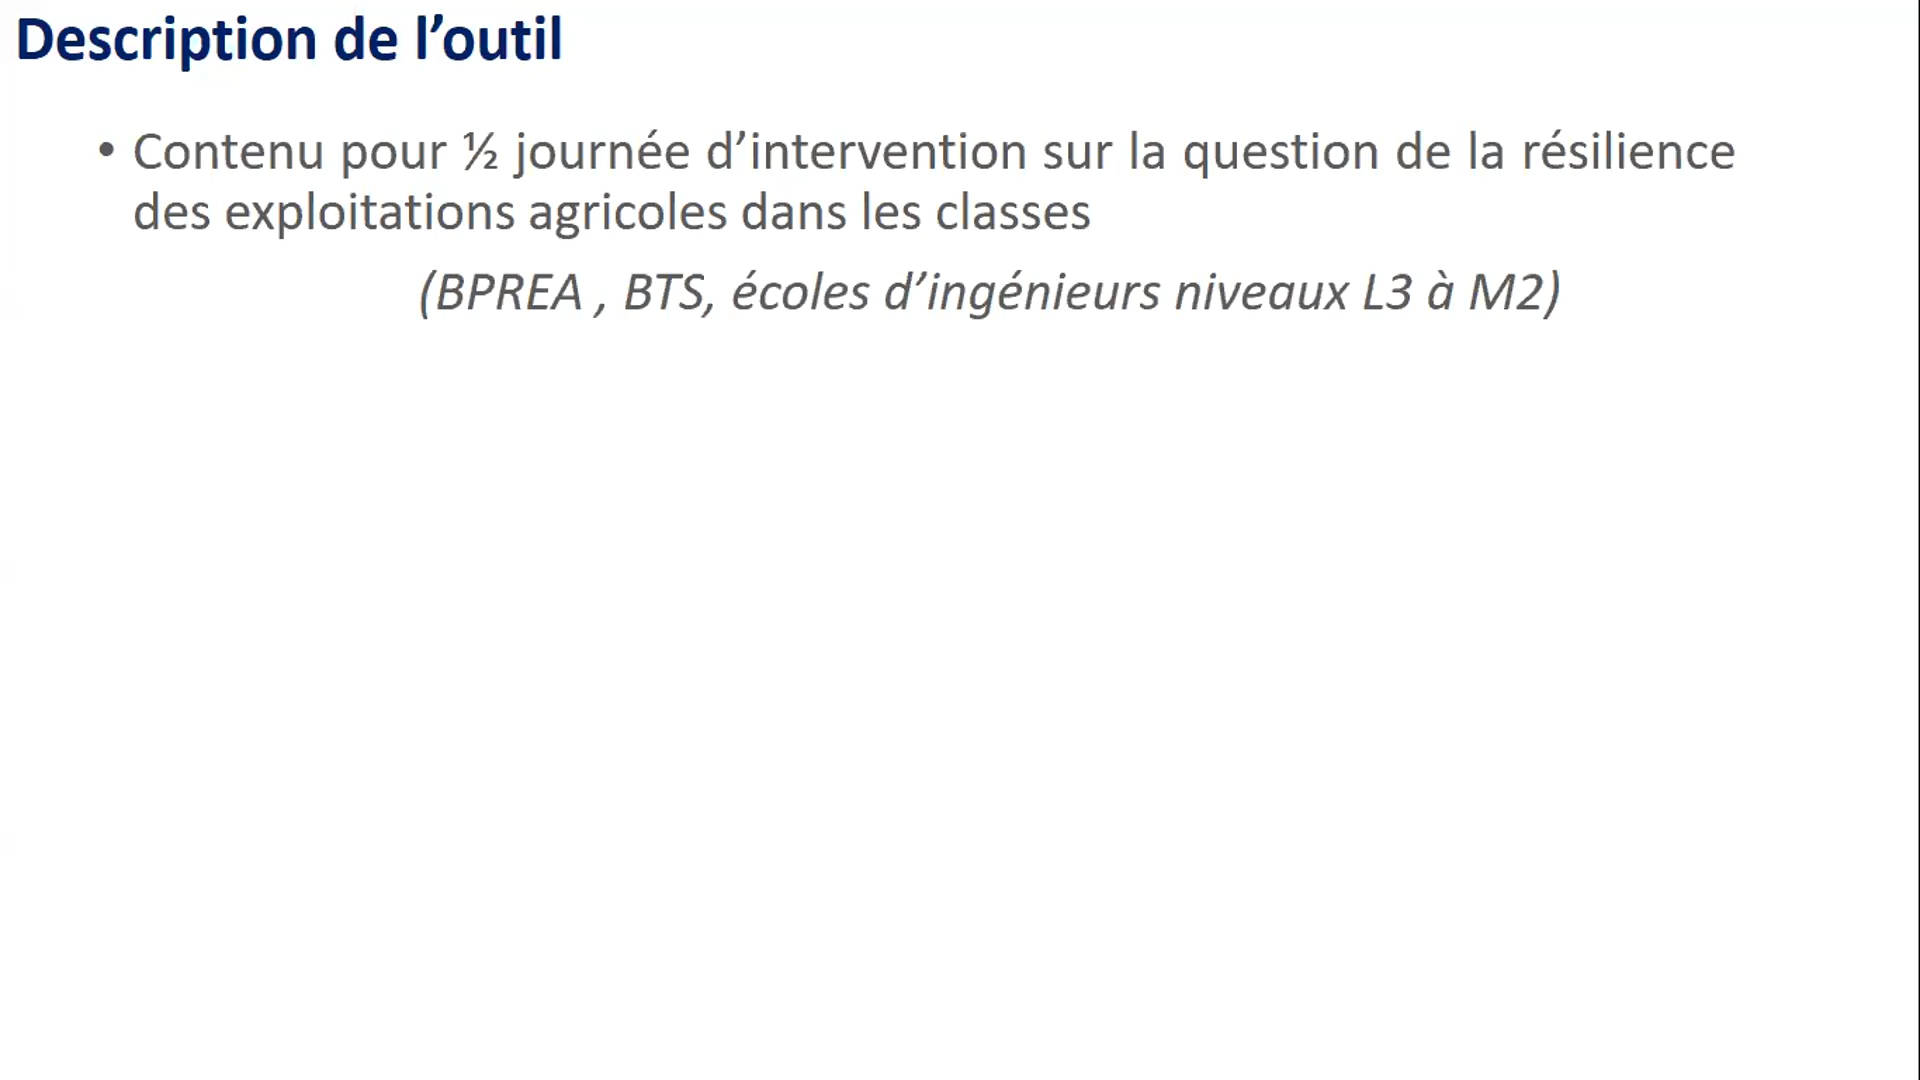 Description de l’outil
• Contenu pour ½ journée d’intervention sur la question de la résilience
des exploitations agricoles dans les classes
(BPREA , BTS, écoles d’ingénieurs niveaux L3 à M2)